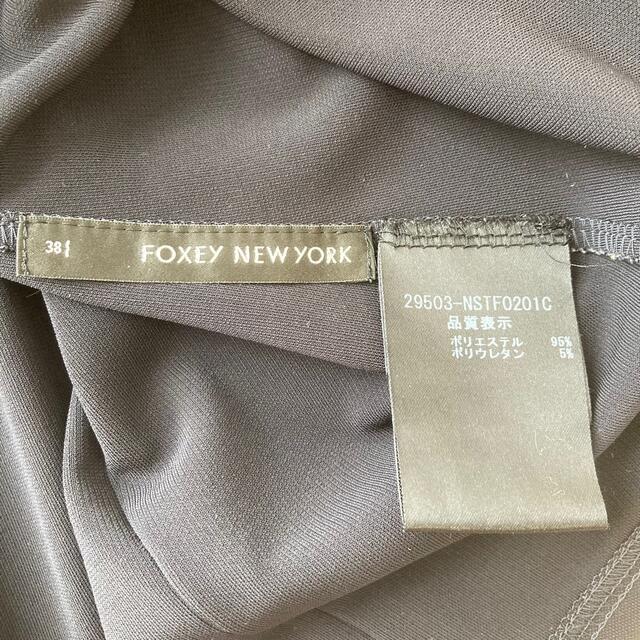 38f
FOXEY NEW YORK
29503-NSTF0201C
品質表示
ポリエステル 95%
ポリウレタン 5%